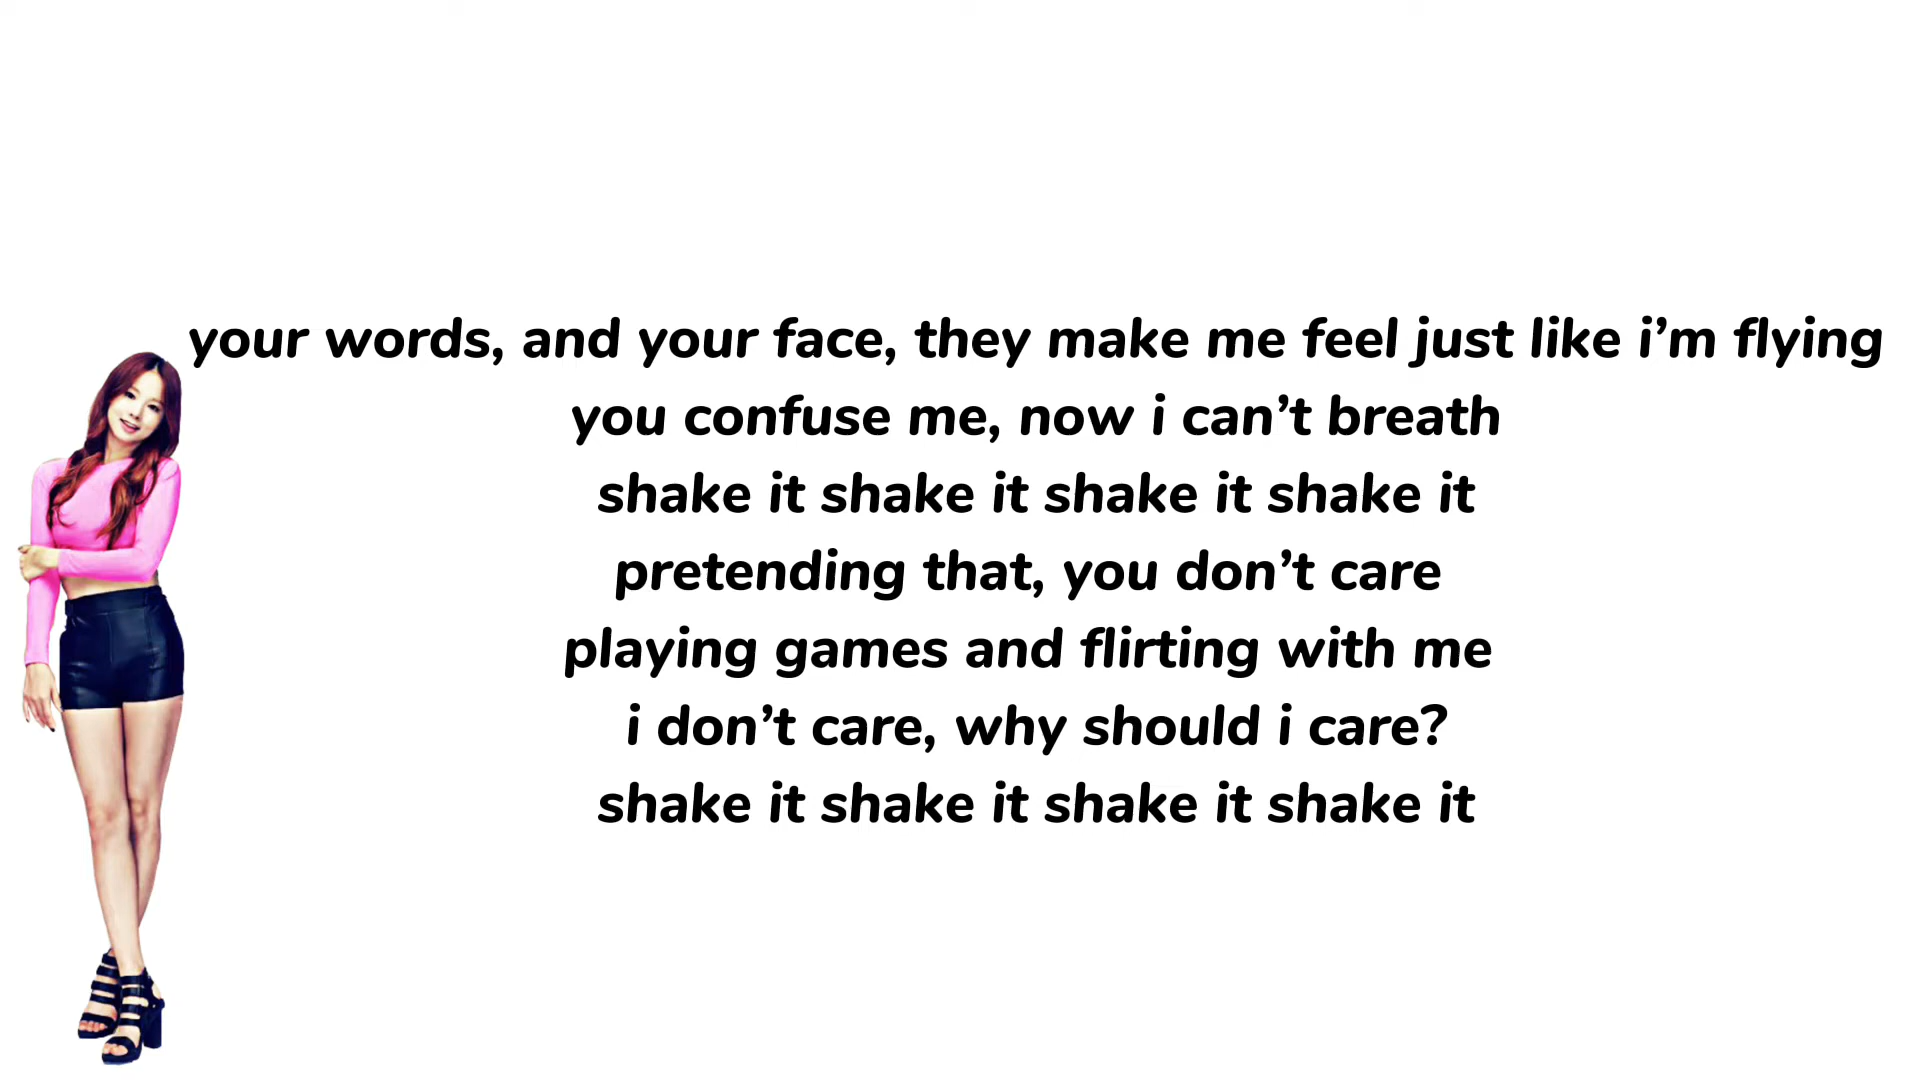 your words, and your face, they make me feel just like i’m flying
you confuse me, now i can’t breath
shake it shake it shake it shake it
pretending that, you don’t care
playing games and flirting with me
i don’t care, why should i care?
shake it shake it shake it shake it